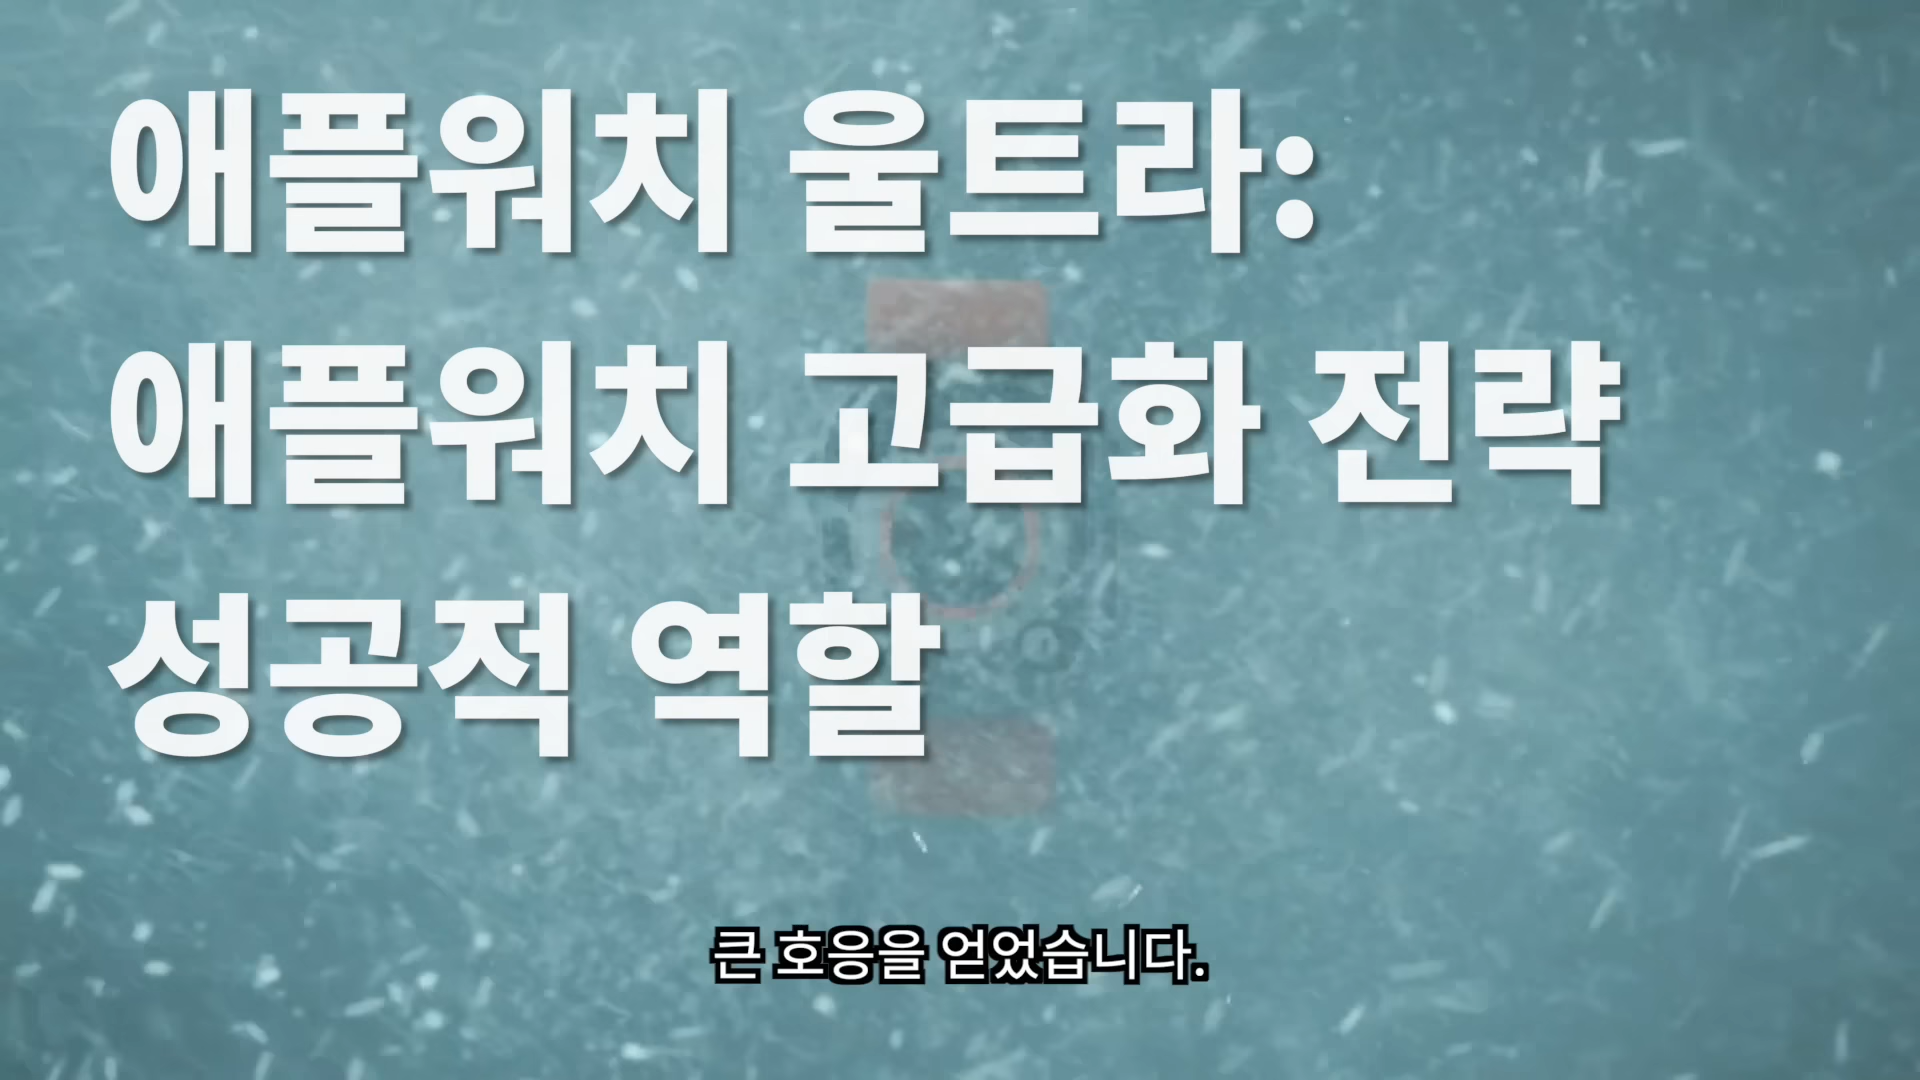 애플워치 울트라:
애플워치 고급화 전략
성공적 역할
큰 호응을 얻었습니다.